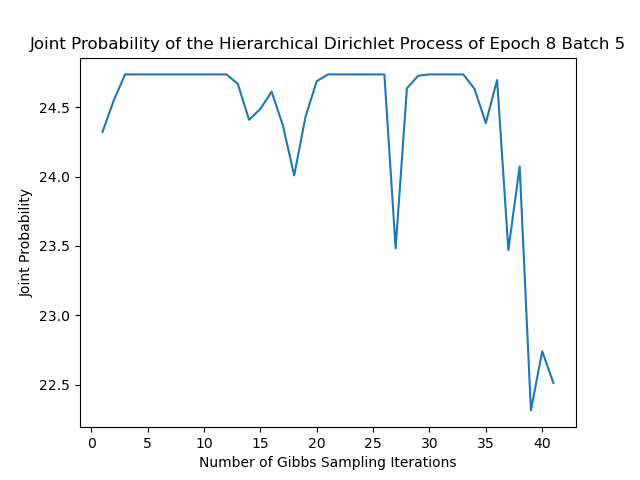 Joint Probability of the Hierarchical Dirichlet Process of Epoch 8 Batch 5
Joint Probability
24.5
24.0
23.5
23.0
22.5
0 5 10 15 20 25 30 35 40
Number of Gibbs Sampling Iterations